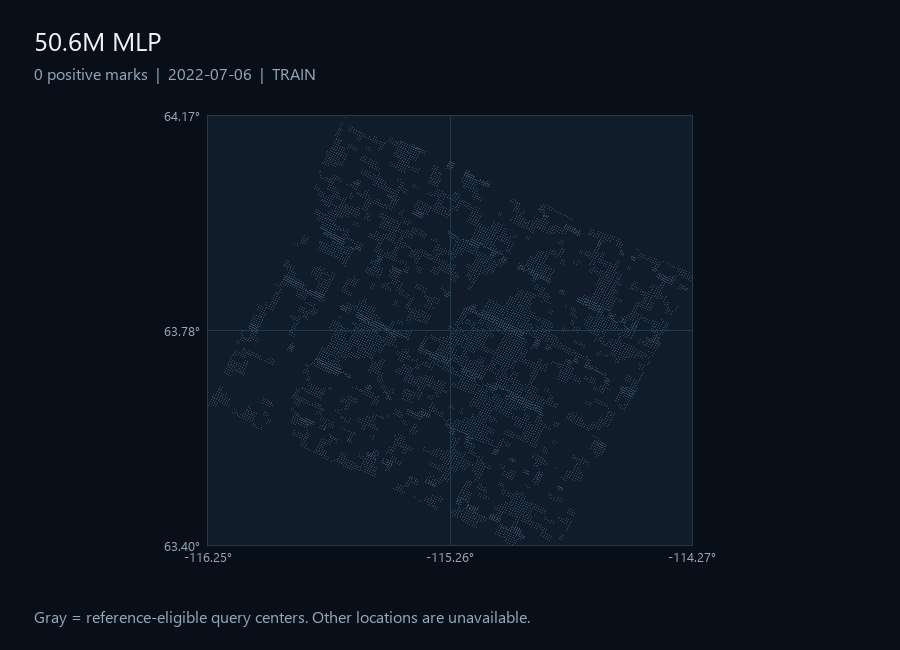 50.6M MLP
0 positive marks | 2022-07-06 | TRAIN
64.17°
63.78°
63.40°
-116.25° -115.26° -114.27°
Gray = reference-eligible query centers. Other locations are unavailable.